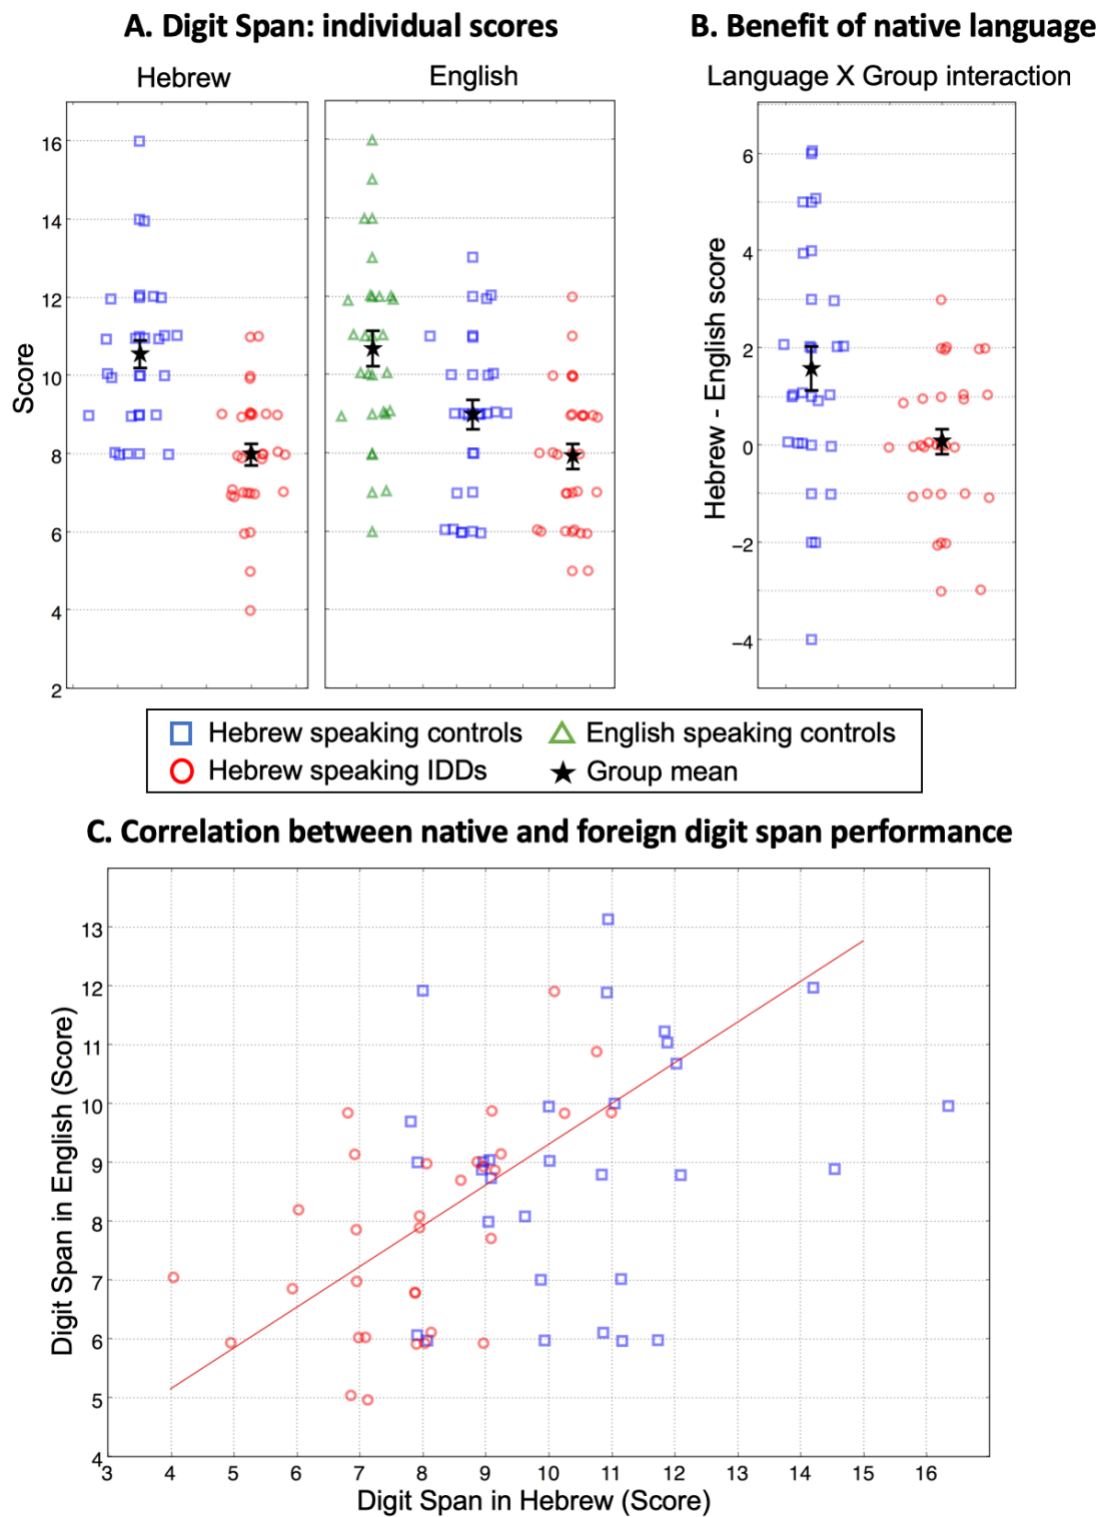 A. Digit Span: individual scores
B. Benefit of native language
Hebrew
English
Language X Group interaction
Score
16
14
12
10
8
6
4
2
Hebrew - English score
6
4
2
0
−2
−4
Hebrew speaking controls
English speaking controls
Hebrew speaking IDDs
Group mean
C. Correlation between native and foreign digit span performance
Digit Span in English (Score)
13
12
11
10
9
8
7
6
5
4
3 4 5 6 7 8 9 10 11 12 13 14 15 16
Digit Span in Hebrew (Score)